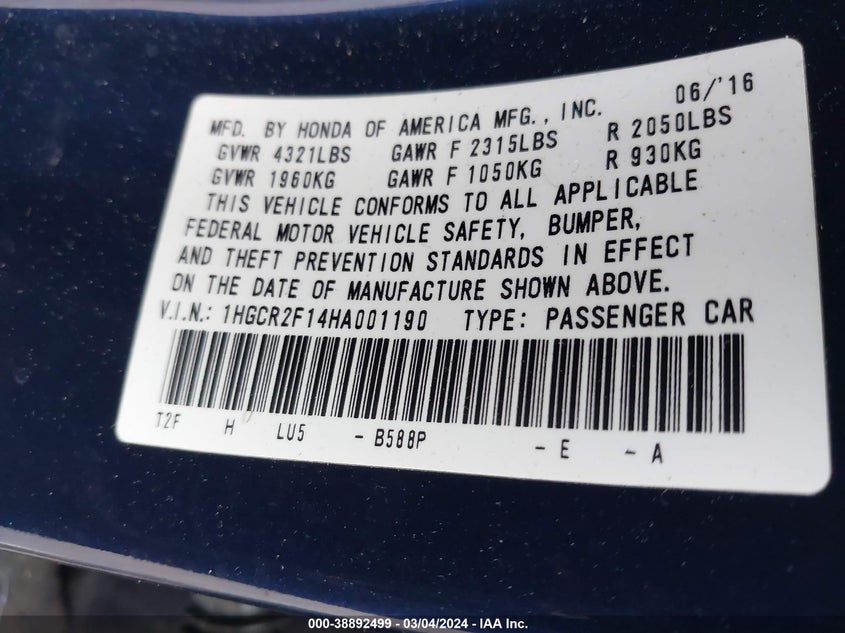 06/'16
MFD. BY HONDA OF AMERICA MFG., INC.
GVWR 4321LBS GAWR F 2315LBS R 2050LBS
GVWR 1960KG GAWR F 1050KG R 930KG
THIS VEHICLE CONFORMS TO ALL APPLICABLE
FEDERAL MOTOR VEHICLE SAFETY, BUMPER,
AND THEFT PREVENTION STANDARDS IN EFFECT
ON THE DATE OF MANUFACTURE SHOWN ABOVE.
V.I.N.: 1HGCR2F14HA001190 TYPE: PASSENGER CAR
T2F H LU5 - B588P - E - A
000-38892499 - 03/04/2024 - IAA Inc.